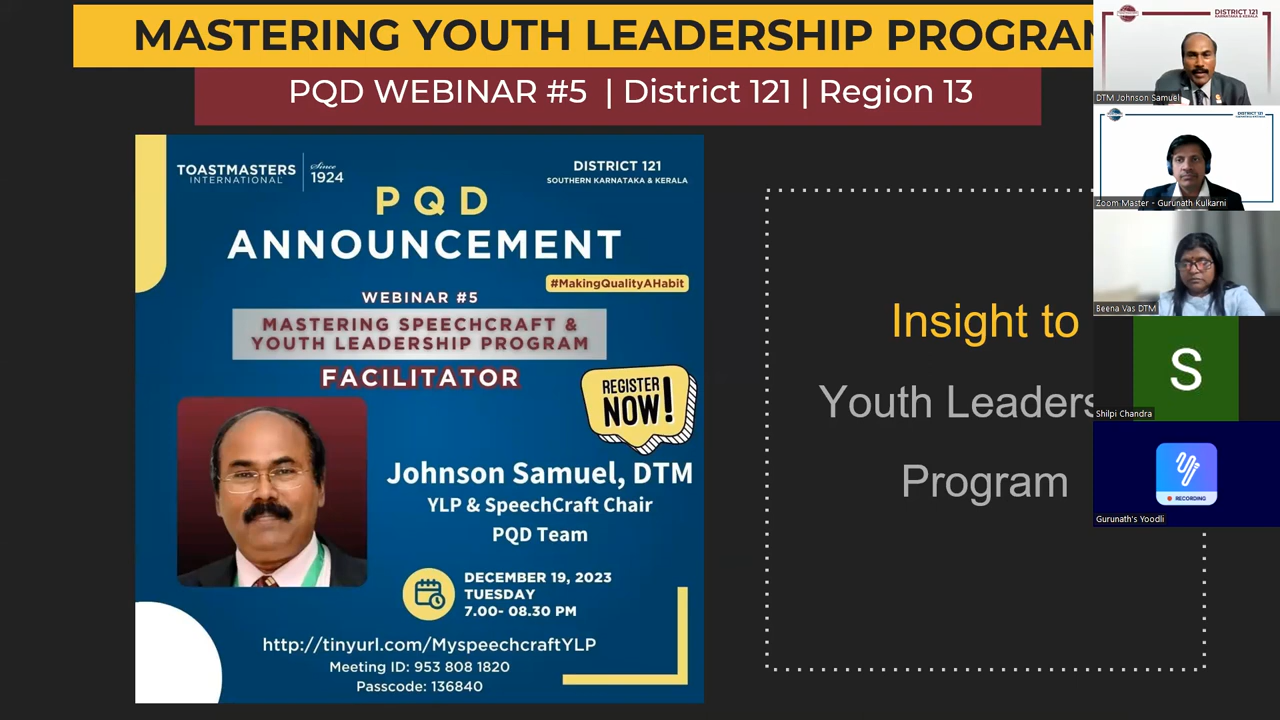 MASTERING YOUTH LEADERSHIP PROGRAM
PQD WEBINAR #5 | District 121 | Region 13
TOASTMASTERS
INTERNATIONAL
Since
1924
DISTRICT 121
SOUTHERN KARNATAKA & KERALA
PQD
ANNOUNCEMENT
#MakingQualityAHabit
WEBINAR #5
MASTERING SPEECHCRAFT &
YOUTH LEADERSHIP PROGRAM
FACILITATOR
REGISTER
NOW!
Johnson Samuel, DTM
YLP & SpeechCraft Chair
PQD Team
DECEMBER 19, 2023
TUESDAY
7.00- 08.30 PM
http://tinyurl.com/MyspeechcraftYLP
Meeting ID: 953 808 1820
Passcode: 136840
Insight to
Youth Leaders
Program
DISTRICT 121
DTM Johnson Samuel
DISTRICT 121
Zoom Master - Gurunath Kulkarni
Beena Vas DTM
S
Shilpi Chandra
RECORDING
Gurunath's Yoodli